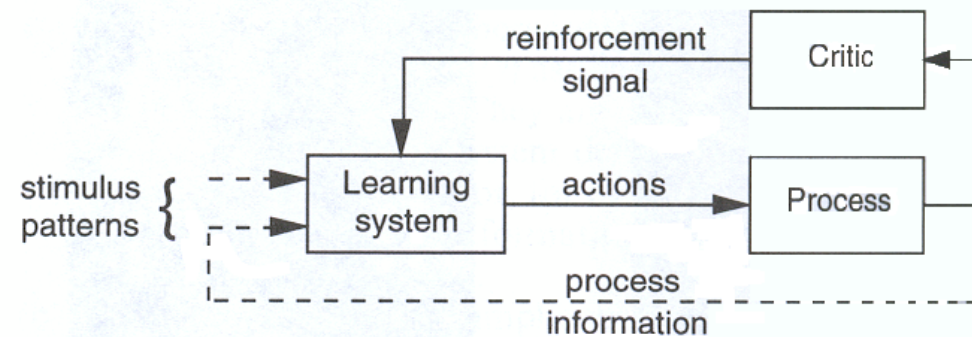 reinforcement
signal
Critic
stimulus
patterns
Learning
system
actions
Process
process
information